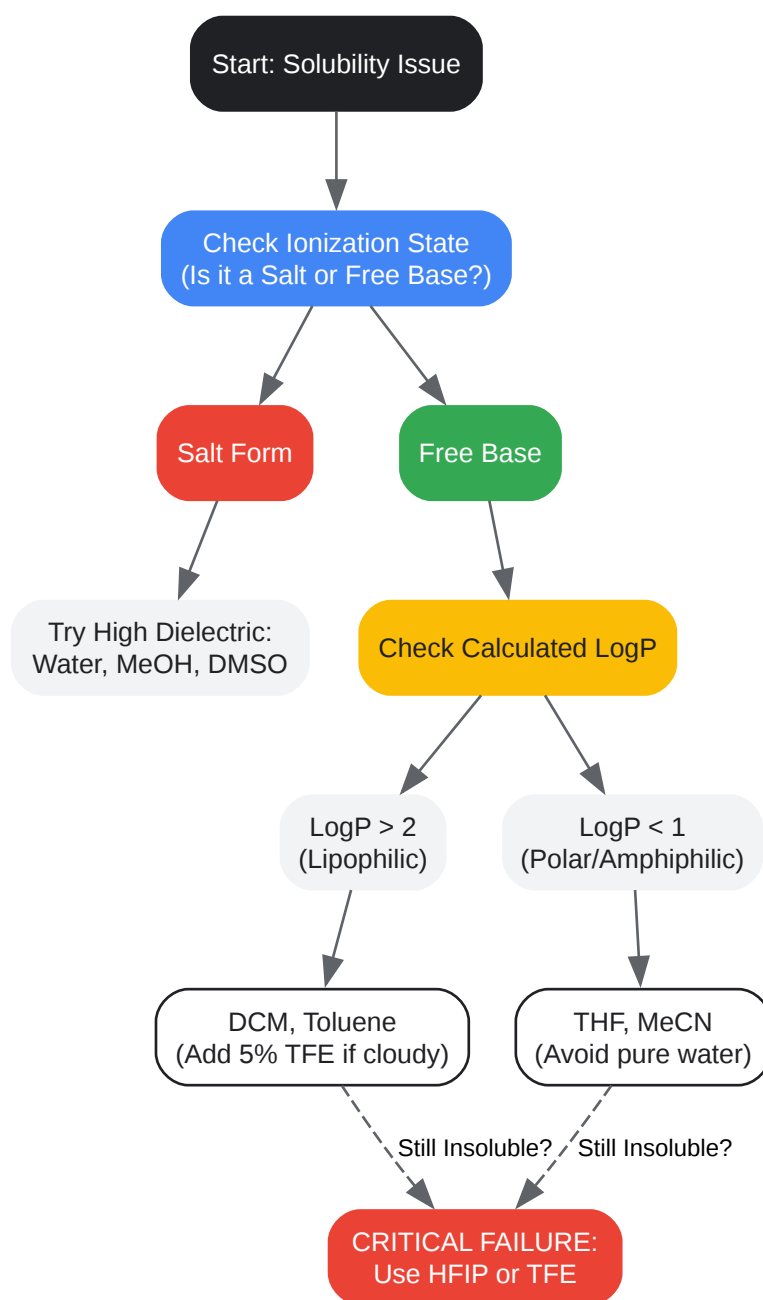 Start: Solubility Issue
Check Ionization State
(Is it a Salt or Free Base?)
Salt Form
Free Base
Try High Dielectric:
Water, MeOH, DMSO
Check Calculated LogP
LogP > 2
(Lipophilic)
LogP < 1
(Polar/Amphiphilic)
DCM, Toluene
(Add 5% TFE if cloudy)
THF, MeCN
(Avoid pure water)
Still Insoluble?
Still Insoluble?
CRITICAL FAILURE:
Use HFIP or TFE